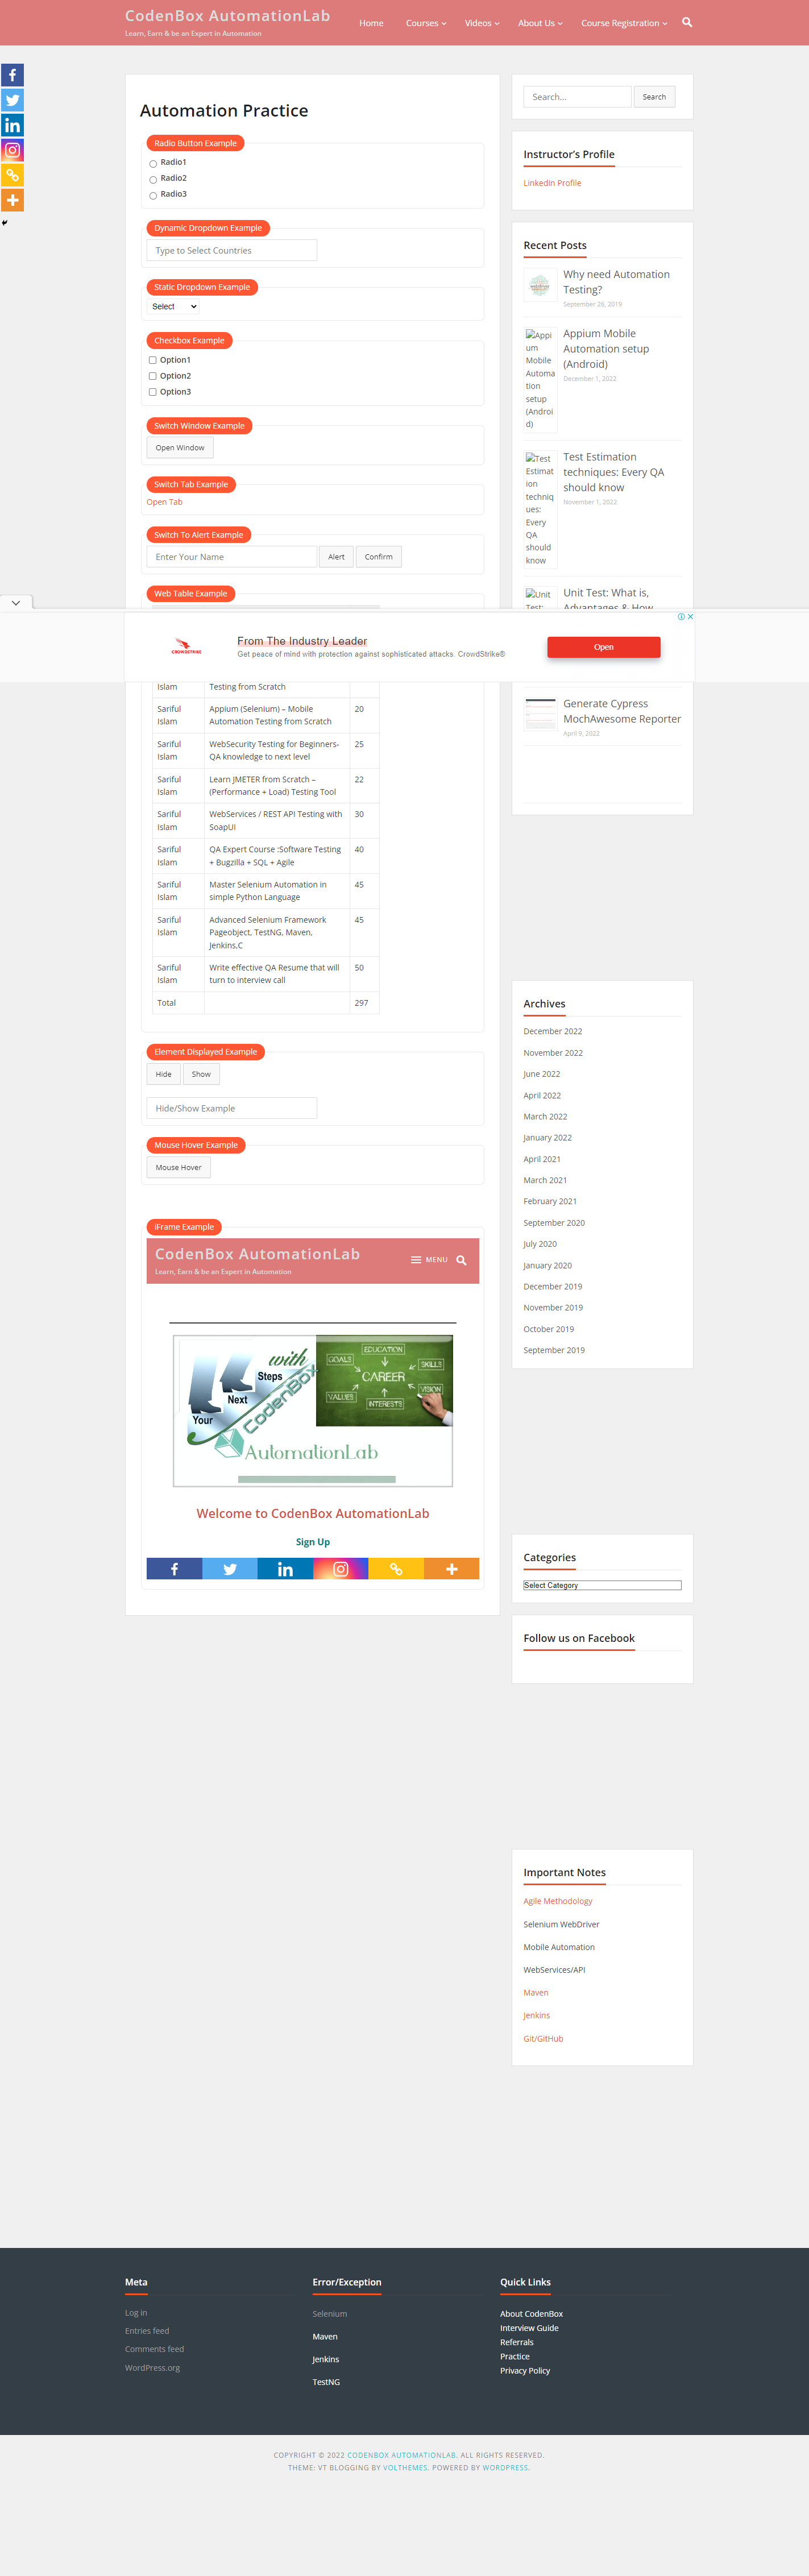 CodenBox AutomationLab
Learn, Earn & be an Expert in Automation
Home
Courses
Videos
About Us
Course Registration
Automation Practice
Radio Button Example
Radio1
Radio2
Radio3
Dynamic Dropdown Example
Type to Select Countries
Static Dropdown Example
Select
Checkbox Example
Option1
Option2
Option3
Switch Window Example
Open Window
Switch Tab Example
Open Tab
Switch To Alert Example
Enter Your Name
Alert
Confirm
Web Table Example
From The Industry Leader
Get peace of mind with protection against sophisticated attacks. CrowdStrike®
CROWDSTRIKE
Open
Islam
Testing from Scratch
Sariful Appium (Selenium) – Mobile 20
Islam Automation Testing from Scratch
Sariful WebSecurity Testing for Beginners- 25
Islam QA knowledge to next level
Sariful Learn JMETER from Scratch – 22
Islam (Performance + Load) Testing Tool
Sariful WebServices / REST API Testing with 30
Islam SoapUI
Sariful QA Expert Course :Software Testing 40
Islam + Bugzilla + SQL + Agile
Sariful Master Selenium Automation in 45
Islam simple Python Language
Sariful Advanced Selenium Framework 45
Islam Pageobject, TestNG, Maven,
Jenkins,C
Sariful Write effective QA Resume that will 50
Islam turn to interview call
Total 297
Element Displayed Example
Hide
Show
Hide/Show Example
Mouse Hover Example
Mouse Hover
iFrame Example
CodenBox AutomationLab
Learn, Earn & be an Expert in Automation
MENU
with
Your
Next
Steps
CodenBox
AutomationLab
EDUCATION
GOALS
CAREER
SKILLS
VALUES
VISION
INTERESTS
Welcome to CodenBox AutomationLab
Sign Up
Search...
Search
Instructor's Profile
LinkedIn Profile
Recent Posts
Why need Automation
Testing?
September 26, 2019
Appium
Mobile
Automation
setup
(Android)
Appium Mobile
Automation setup
(Android)
December 1, 2022
Test
Estimation
techniques:
Every
QA
should
know
Test Estimation
techniques: Every QA
should know
November 1, 2022
Unit
Test:
Unit Test: What is,
Advantages & How
Generate Cypress
MochAwesome Reporter
April 9, 2022
Archives
December 2022
November 2022
June 2022
April 2022
March 2022
January 2022
April 2021
March 2021
February 2021
September 2020
July 2020
January 2020
December 2019
November 2019
October 2019
September 2019
Categories
Select Category
Follow us on Facebook
Important Notes
Agile Methodology
Selenium WebDriver
Mobile Automation
WebServices/API
Maven
Jenkins
Git/GitHub
Meta
Log in
Entries feed
Comments feed
WordPress.org
Error/Exception
Selenium
Maven
Jenkins
TestNG
Quick Links
About CodenBox
Interview Guide
Referrals
Practice
Privacy Policy
COPYRIGHT © 2022 CODENBOX AUTOMATIONLAB. ALL RIGHTS RESERVED.
THEME: VT BLOGGING BY VOLTHEMES. POWERED BY WORDPRESS.